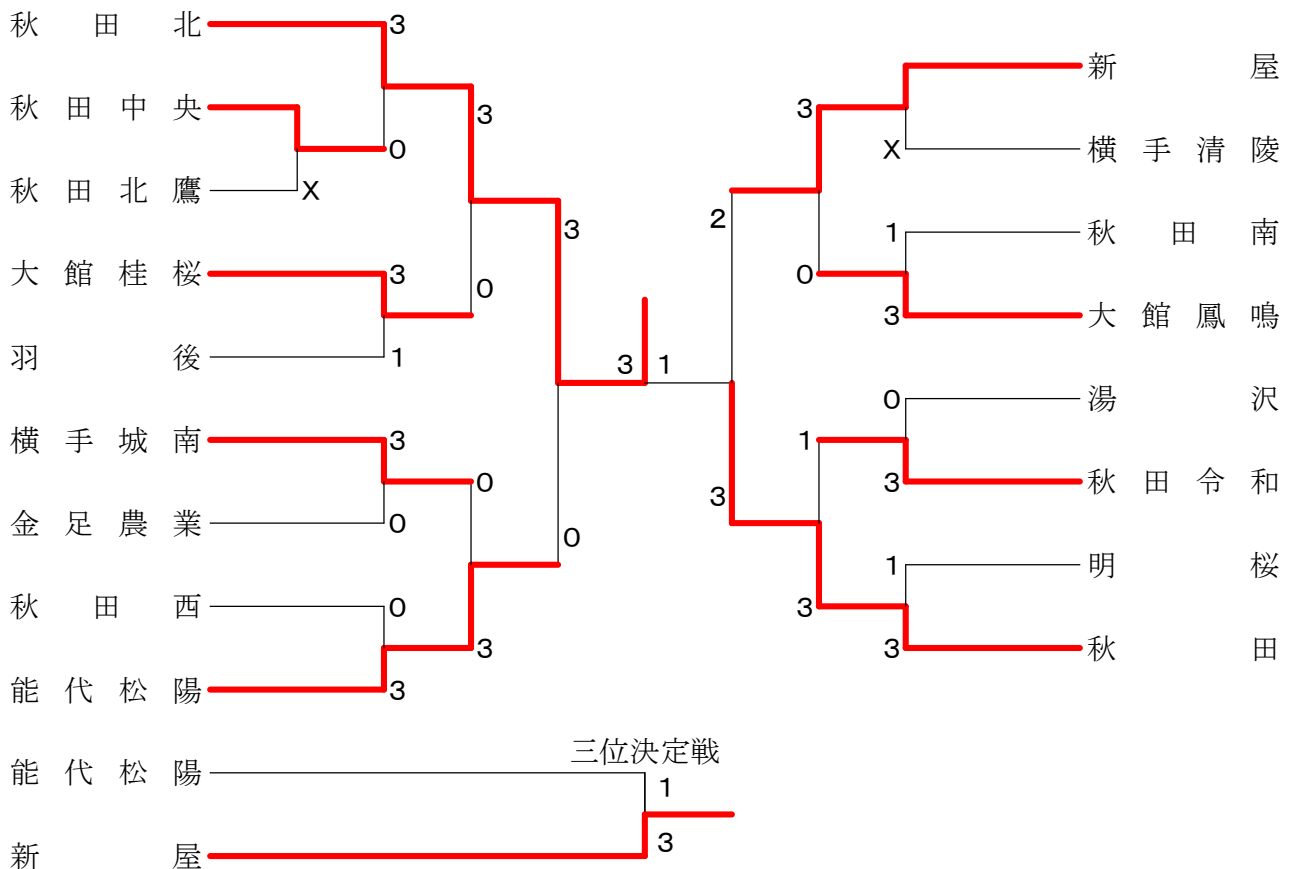 秋田北
3
秋田中央
0
秋田北鷹
X
3
大館桂桜
3
0
羽後
1
3
横手城南
3
0
金足農業
0
0
秋田西
0
3
能代松陽
3
3 1
新屋
3
X
横手清陵
2
1
秋田南
0
3
大館鳳鳴
0
湯沢
1
3
秋田令和
3
1
明桜
3
3
秋田
三位決定戦
能代松陽
1
3
新屋